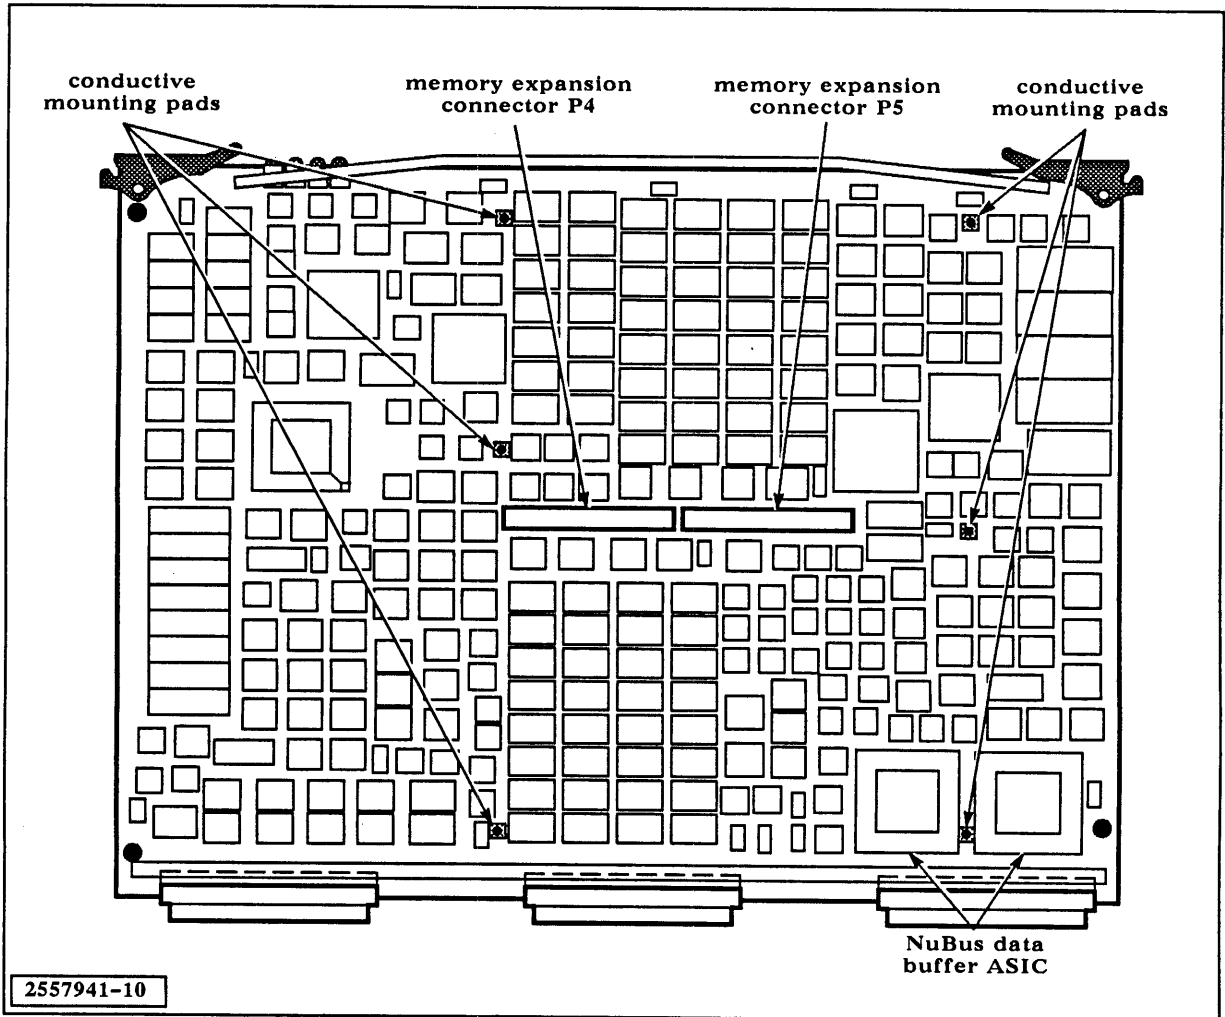 conductive
mounting pads
memory expansion
connector P4
memory expansion
connector P5
conductive
mounting pads
NuBus data
buffer ASIC
2557941-10